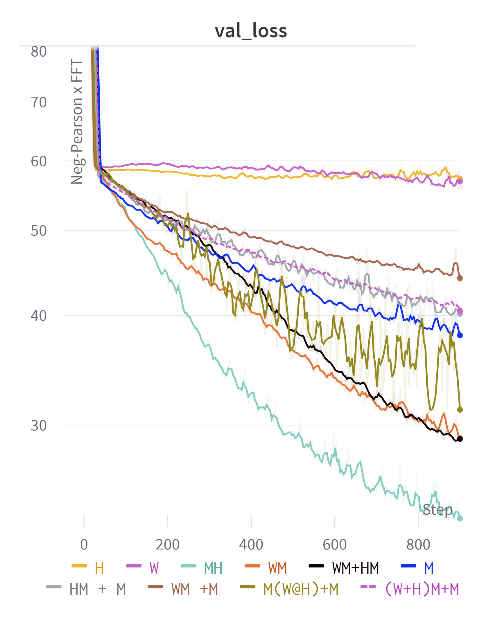 val_loss
80
70
60
50
40
30
Neg-Pearson x FFT
Step
0 200 400 600 800
H W MH WM WM+HM M
HM + M WM +M M(W@H)+M (W+H)M+M